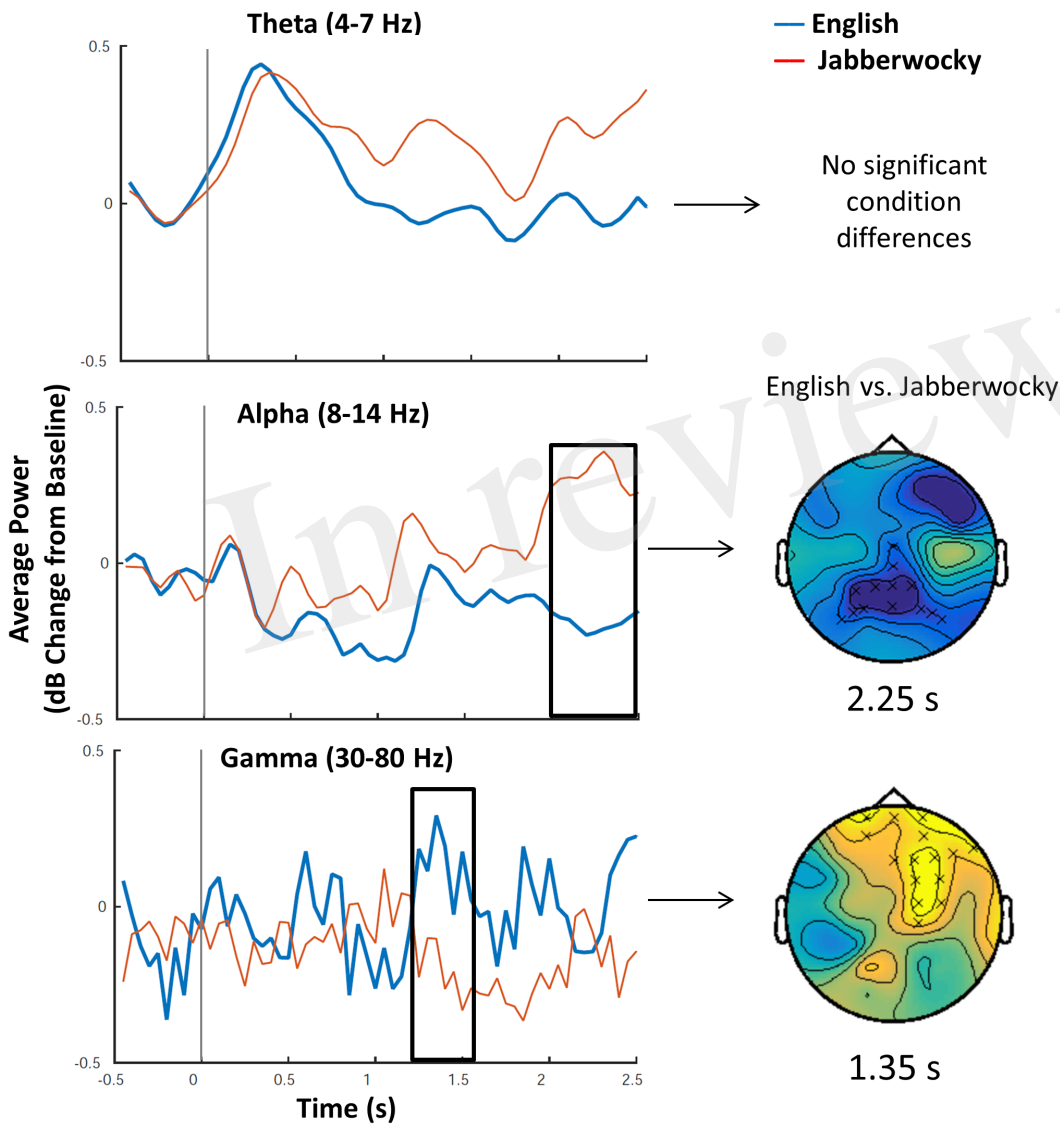 Theta (4-7 Hz)
English
Jabberwocky
0.5
0
-0.5
No significant
condition
differences
In review
English vs. Jabberwocky
Average Power
(dB Change from Baseline)
Alpha (8-14 Hz)
0.5
0
-0.5
2.25 s
Gamma (30-80 Hz)
0.5
0
-0.5
-0.5
0
0.5
1
1.5
2
2.5
Time (s)
1.35 s